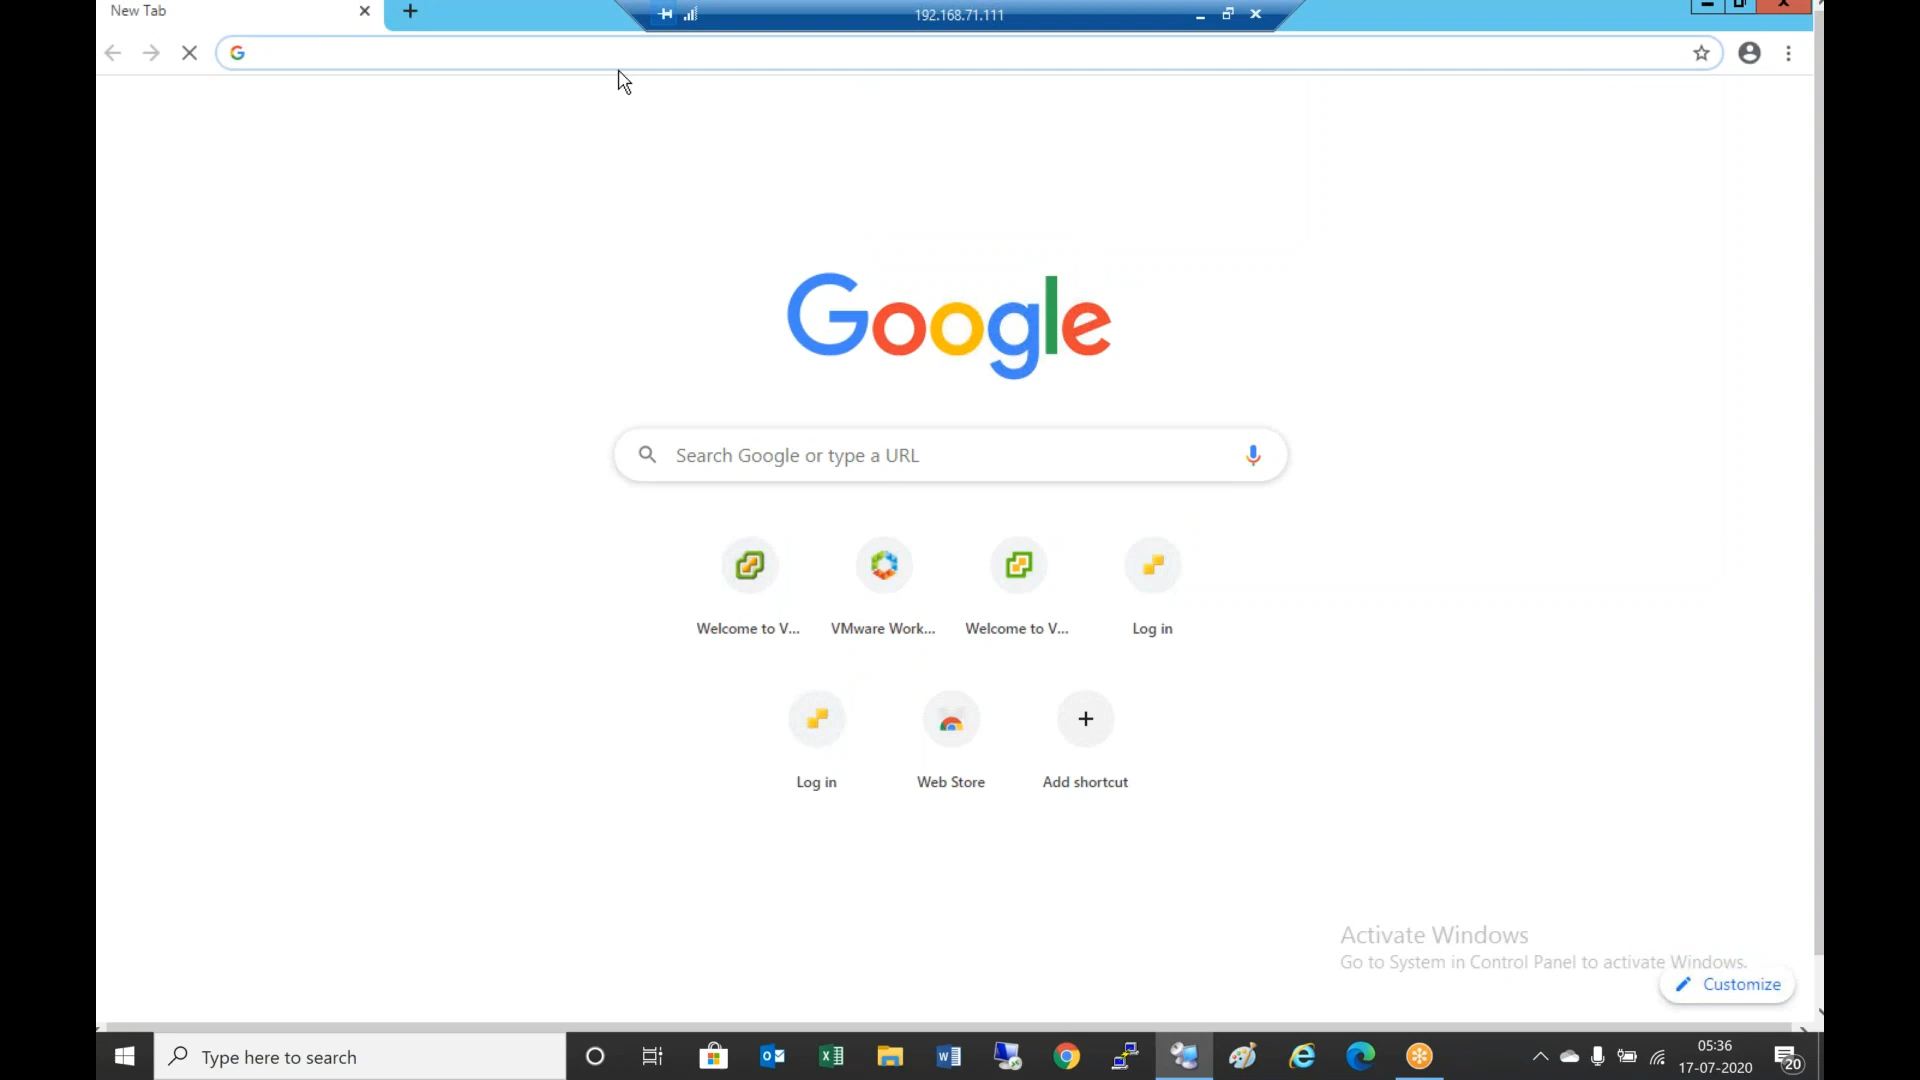 New Tab
192.168.71.111
Google
Search Google or type a URL
Welcome to V...
VMware Work...
Welcome to V...
Log in
Log in
Web Store
Add shortcut
Activate Windows
Go to System in Control Panel to activate Windows.
Customize
Type here to search
05:36
17-07-2020
20